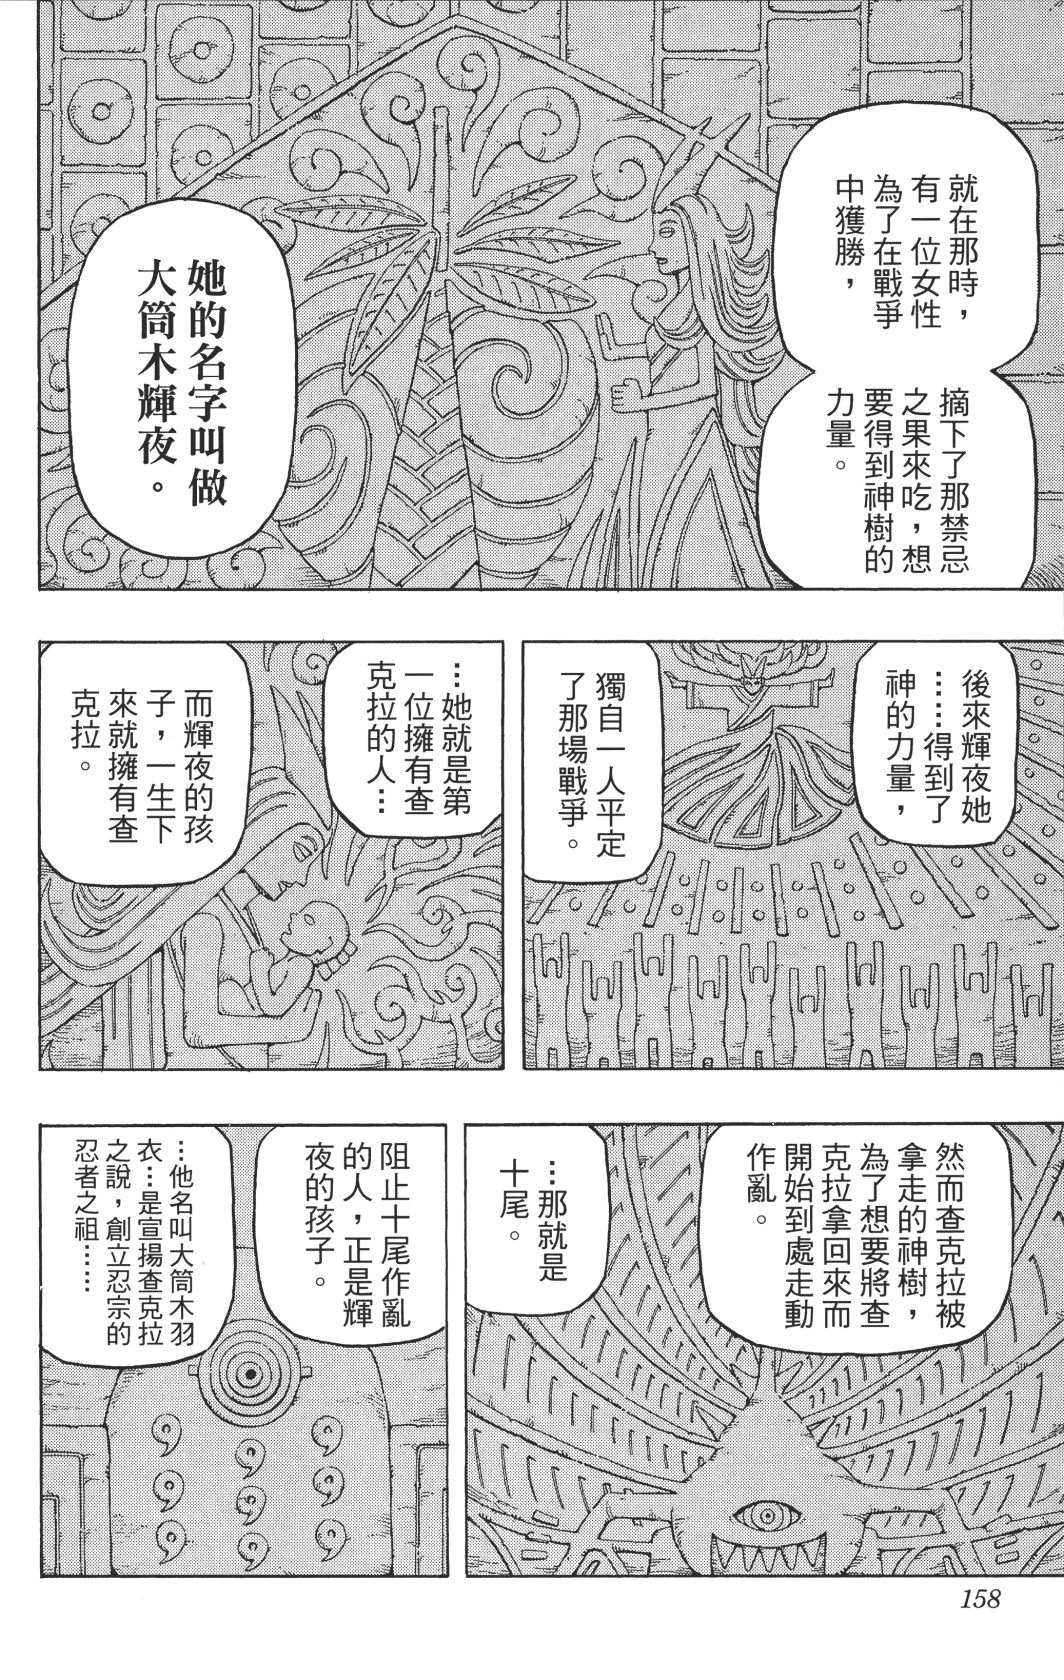 就在那時，
有一位女性
為了在戰爭
中獲勝，
摘下了那禁忌
之果來吃，想
要得到神樹的
力量。
她的名字叫做
大筒木輝夜。
後來輝夜她
……得到了
神的力量，
獨自一人平定
了那場戰爭。
…她就是第
一位擁有查
克拉的人…
而輝夜的孩
子，一生下
來就擁有查
克拉。
然而查克拉被
拿走的神樹，
為了想要將查
克拉拿回來而
開始到處走動
作亂。
…那就是
十尾。
阻止十尾作亂
的人，正是輝
夜的孩子。
…他名叫大筒木羽
衣…是宣揚查克拉
之說，創立忍宗的
忍者之祖……
158